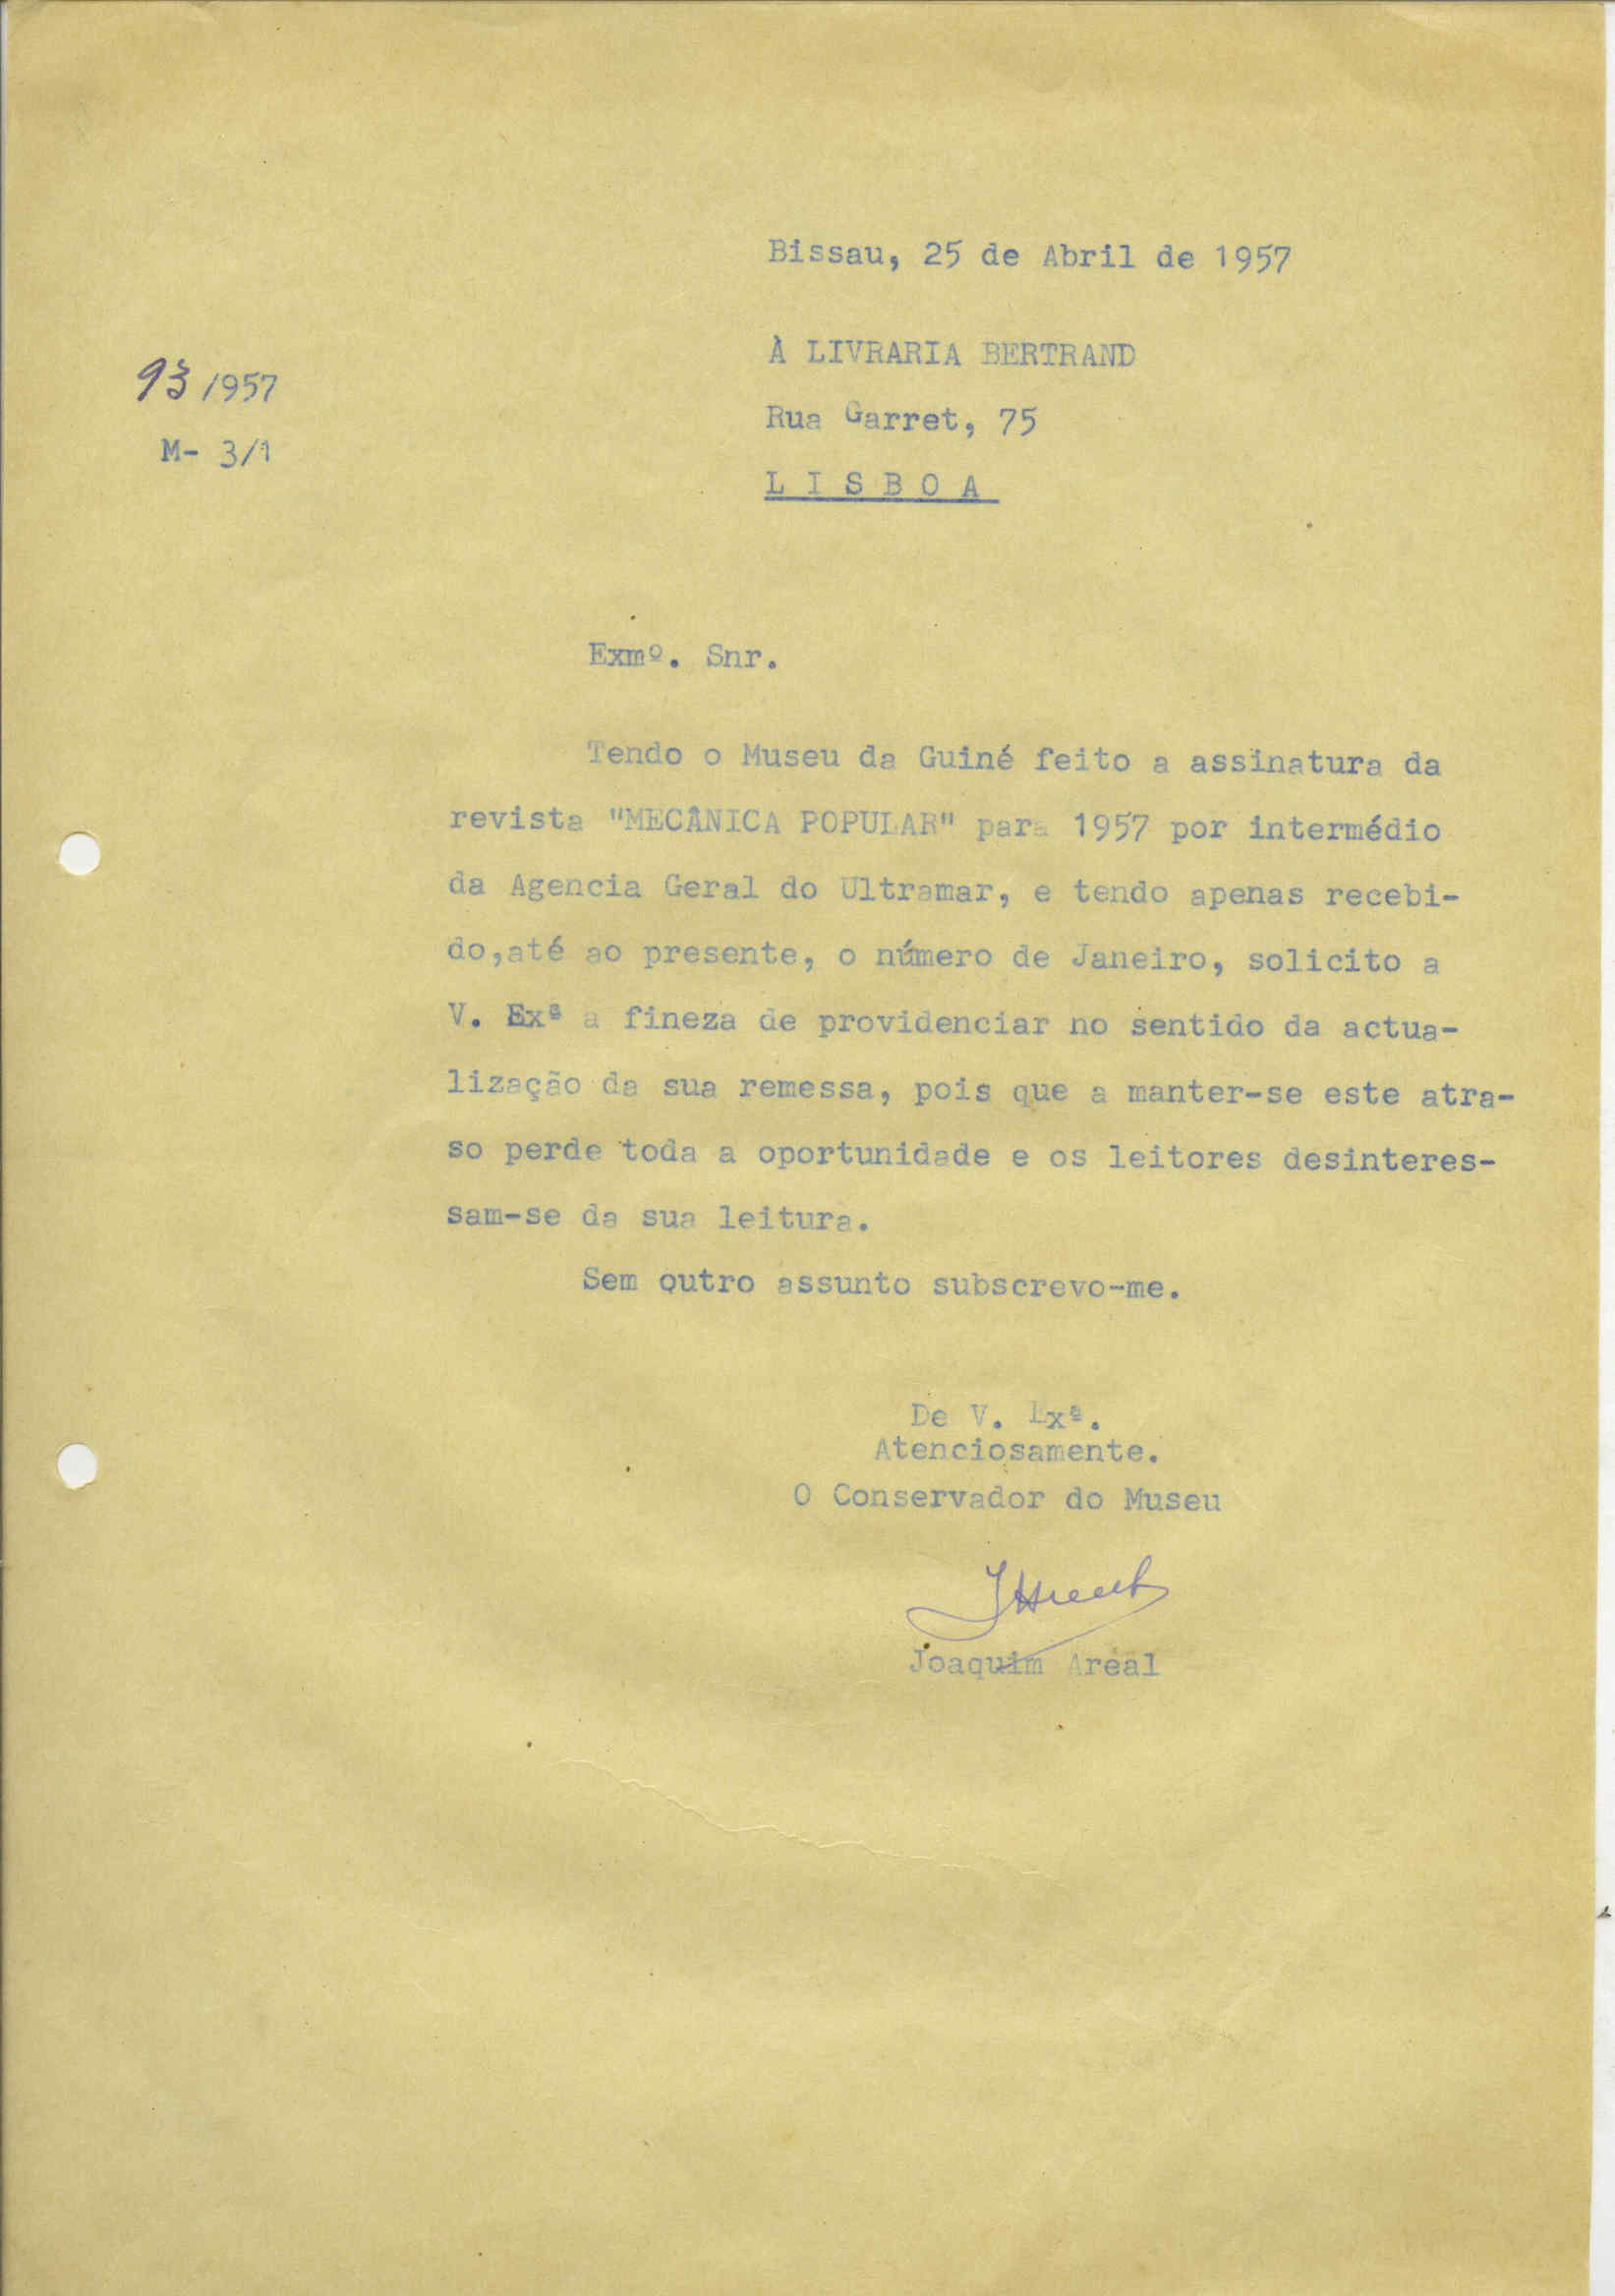 Bissau, 25 de Abril de 1957
À LIVRARIA BERTRAND
93/1957
Rua Garret, 75
M- 3/1
LISBOA
Exmº. Snr.
Tendo o Museu da Guiné feito a assinatura da
revista "MECÂNICA POPULAR" para 1957 por intermédio
da Agencia Geral do Ultramar, e tendo apenas recebi-
do,até ao presente, o número de Janeiro, solicito a
V. Exª a fineza de providenciar no sentido da actua-
lização da sua remessa, pois que a manter-se este atra-
so perde toda a oportunidade e os leitores desinteres-
sam-se da sua leitura.
Sem outro assunto subscrevo-me.
De V. Exª.
Atenciosamente.
O Conservador do Museu
Joaquim Areal